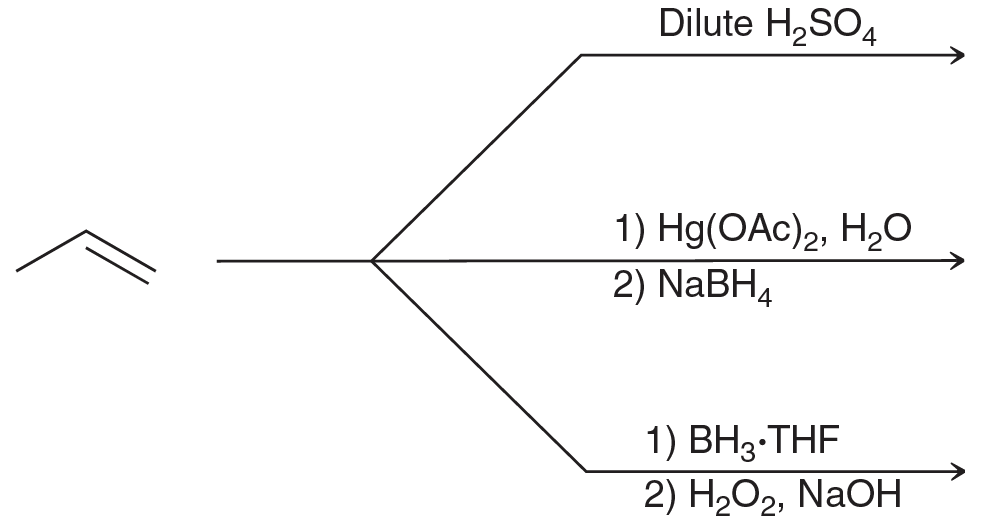 Dilute H₂SO₄
1) Hg(OAc)₂, H₂O
2) NaBH₄
1) BH₃·THF
2) H₂O₂, NaOH